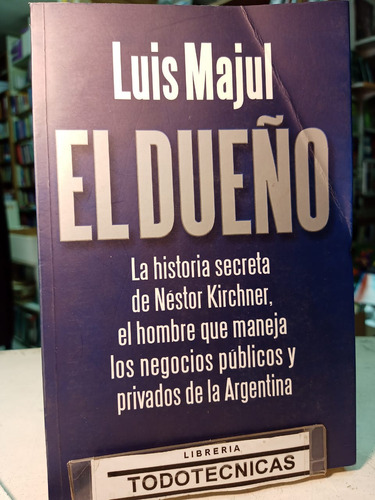 Luis Majul
EL DUEÑO
La historia secreta
de Néstor Kirchner,
el hombre que maneja
los negocios públicos y
privados de la Argentina
LIBRERIA
TODOTECNICAS